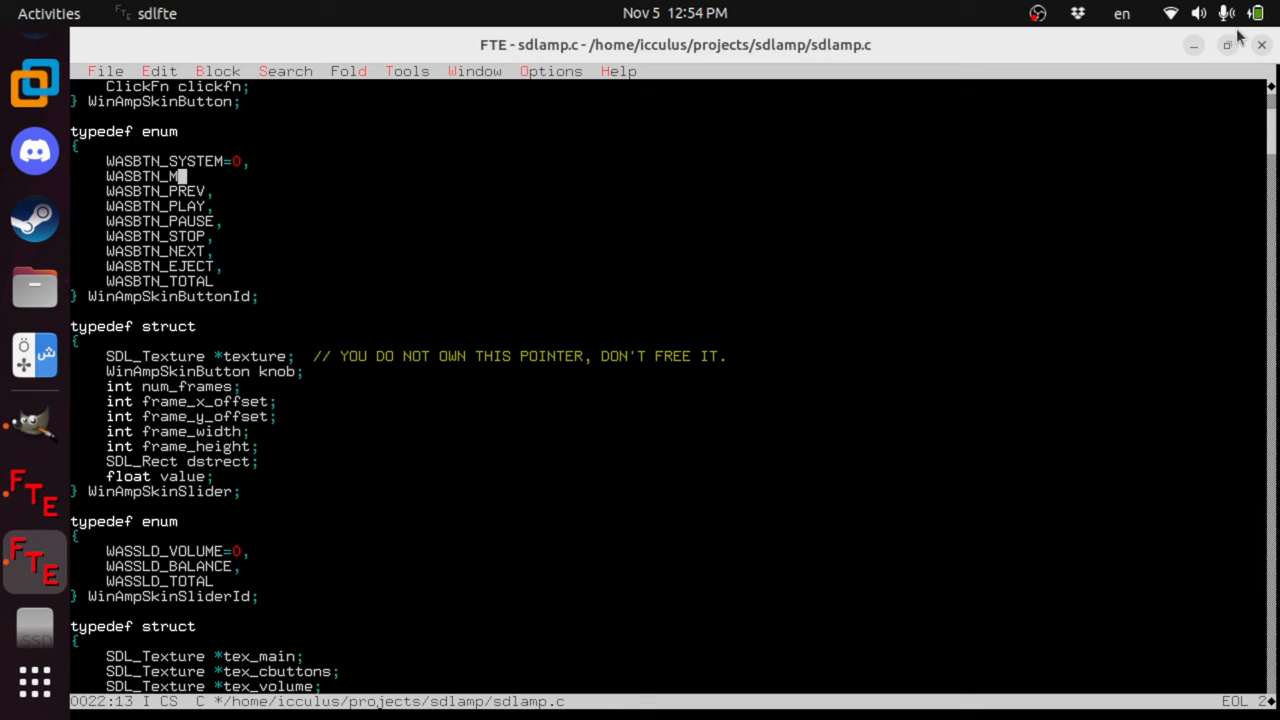 Activities sdlfte Nov 5 12:54 PM en
FTE - sdlamp.c - /home/icculus/projects/sdlamp/sdlamp.c
File Edit Block Search Fold Tools Window Options Help
ClickFn clickfn;
} WinAmpSkinButton;
typedef enum
{
WASBTN_SYSTEM=0,
WASBTN_M
WASBTN_PREV,
WASBTN_PLAY,
WASBTN_PAUSE,
WASBTN_STOP,
WASBTN_NEXT,
WASBTN_EJECT,
WASBTN_TOTAL
} WinAmpSkinButtonId;
typedef struct
{
SDL_Texture *texture; // YOU DO NOT OWN THIS POINTER, DON'T FREE IT.
WinAmpSkinButton knob;
int num_frames;
int frame_x_offset;
int frame_y_offset;
int frame_width;
int frame_height;
SDL_Rect dstrect;
float value;
} WinAmpSkinSlider;
typedef enum
{
WASSLD_VOLUME=0,
WASSLD_BALANCE,
WASSLD_TOTAL
} WinAmpSkinSliderId;
typedef struct
{
SDL_Texture *tex_main;
SDL_Texture *tex_cbuttons;
SDL_Texture *tex_volume;
0022:13 I CS C */home/icculus/projects/sdlamp/sdlamp.c EOL 2
FTE
FTE
SSD
Ö
ش